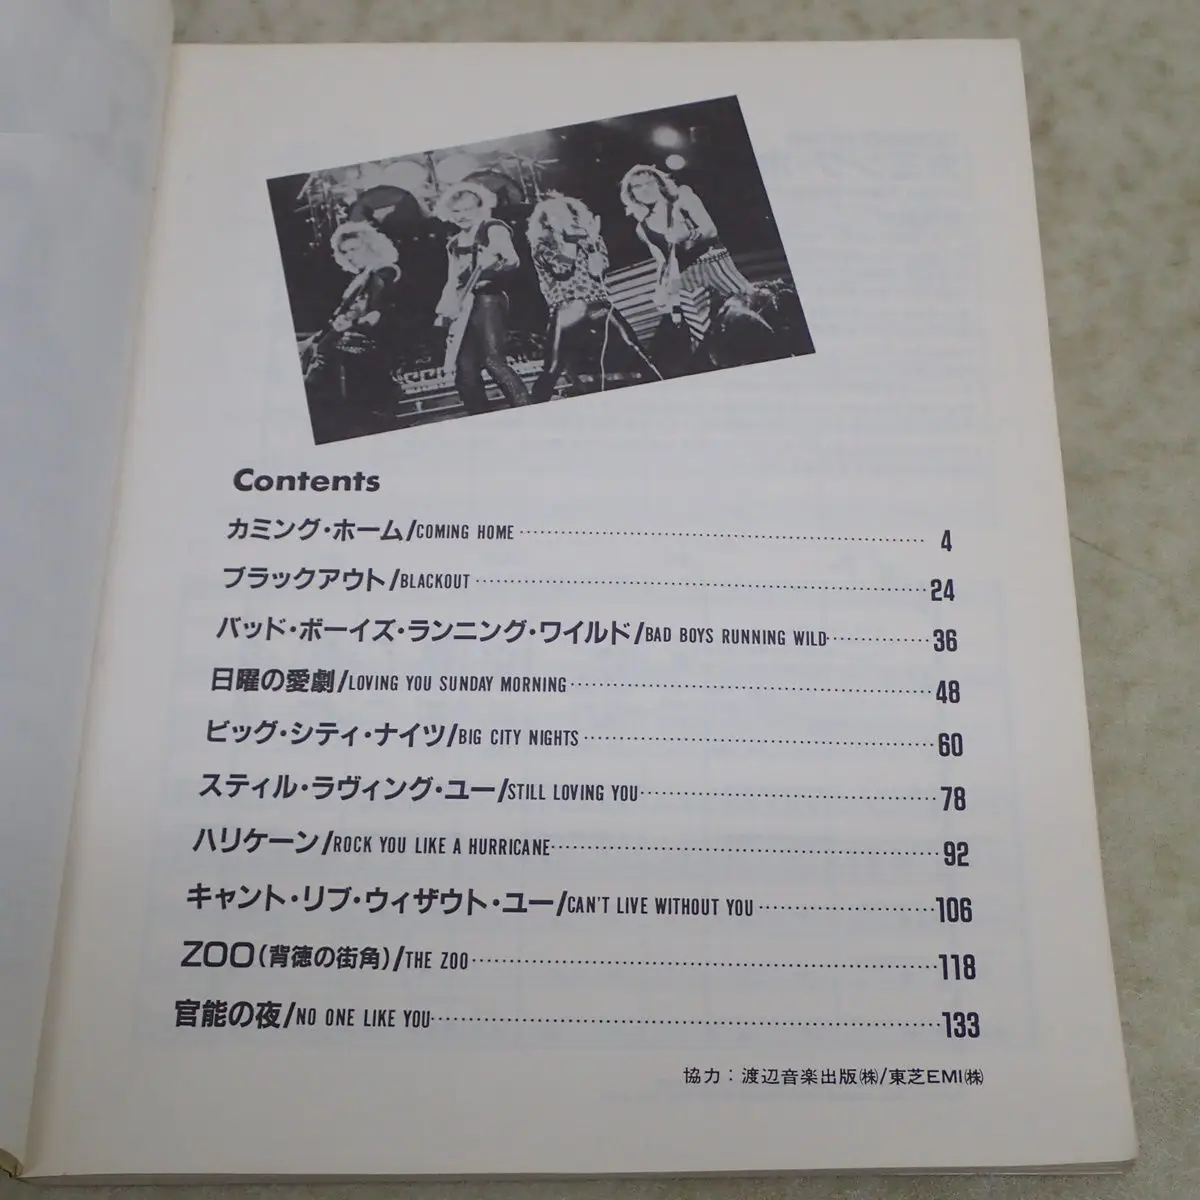 Contents
カミング・ホーム/COMING HOME 4
ブラックアウト/BLACKOUT 24
バッド・ボーイズ・ランニング・ワイルド/BAD BOYS RUNNING WILD 36
日曜の愛劇/LOVING YOU SUNDAY MORNING 48
ビッグ・シティ・ナイツ/BIG CITY NIGHTS 60
スティル・ラヴィング・ユー/STILL LOVING YOU 78
ハリケーン/ROCK YOU LIKE A HURRICANE 92
キャント・リブ・ウィザウト・ユー/CAN'T LIVE WITHOUT YOU 106
ZOO(背徳の街角)/THE ZOO 118
官能の夜/NO ONE LIKE YOU 133
協力：渡辺音楽出版㈱/東芝EMI㈱